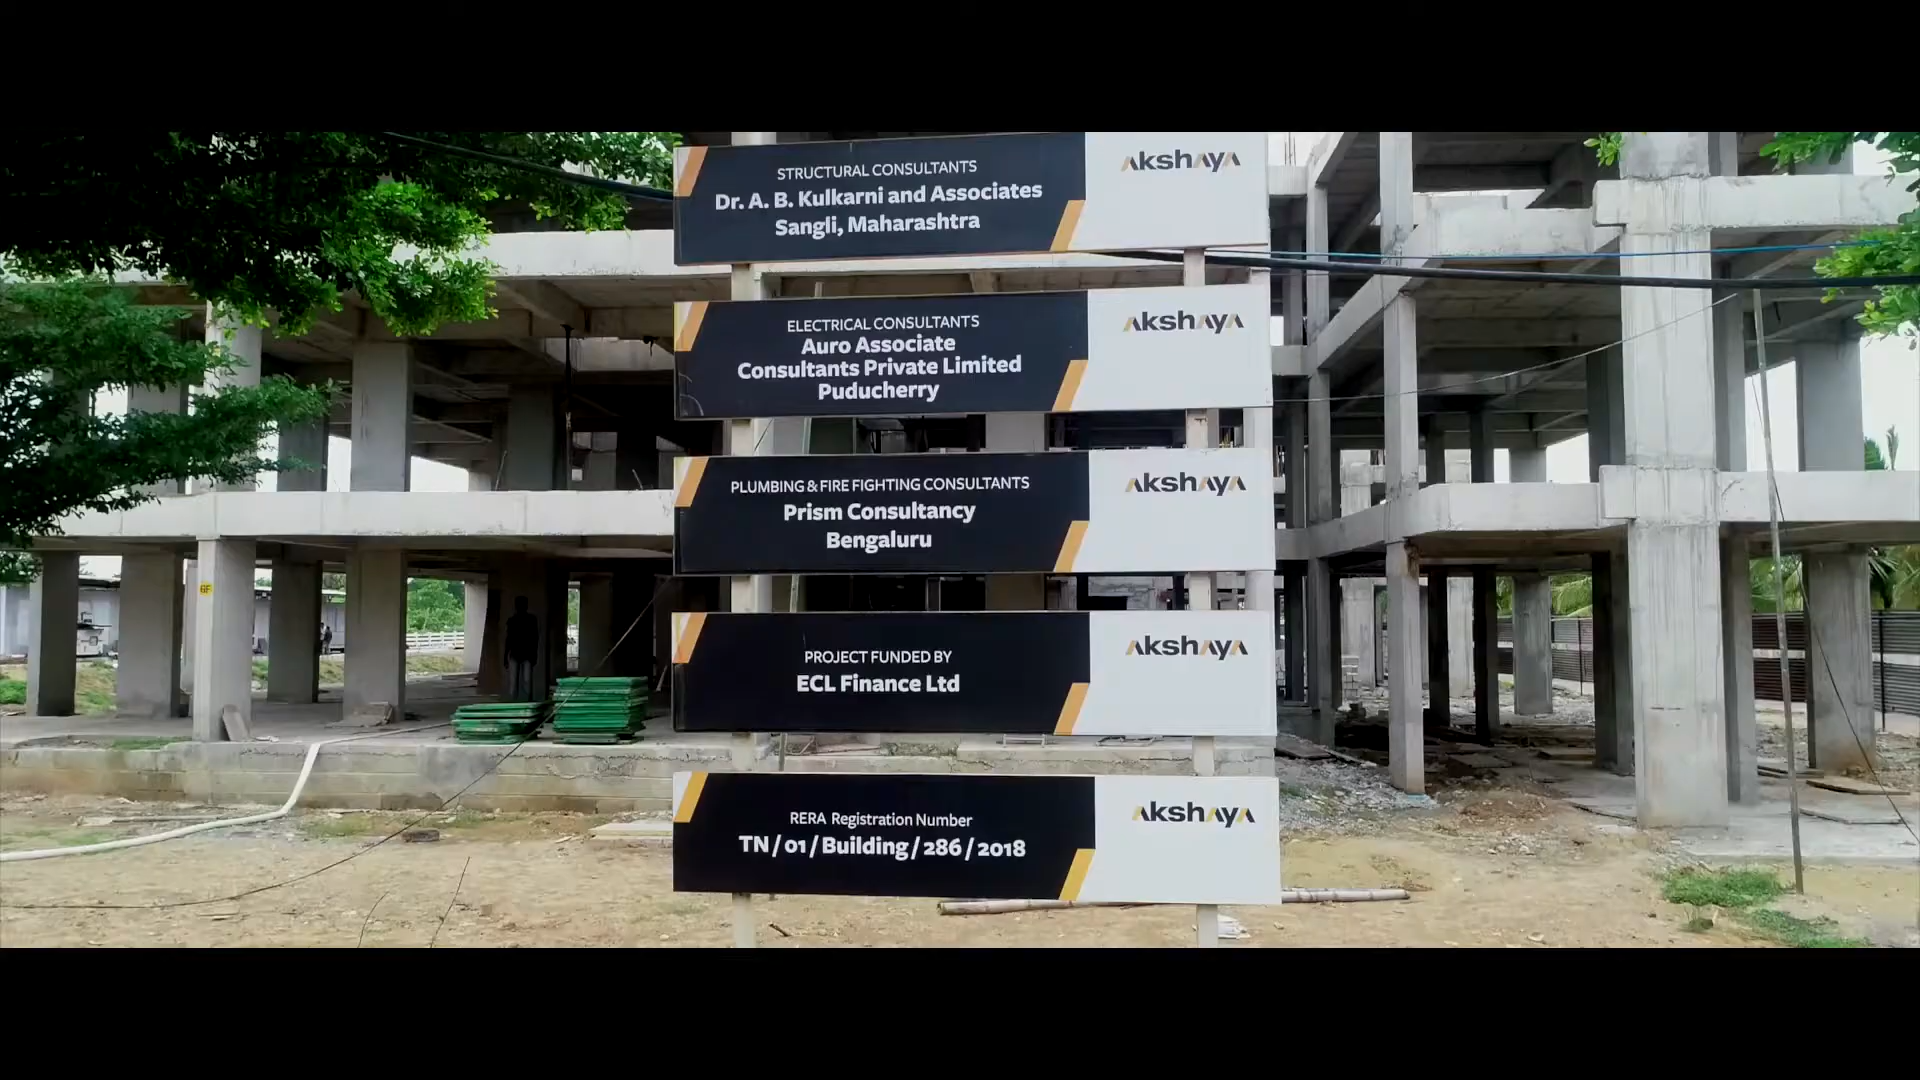 STRUCTURAL CONSULTANTS
Dr. A. B. Kulkarni and Associates
Sangli, Maharashtra
Akshaya
ELECTRICAL CONSULTANTS
Auro Associate
Consultants Private Limited
Puducherry
Akshaya
PLUMBING & FIRE FIGHTING CONSULTANTS
Prism Consultancy
Bengaluru
Akshaya
PROJECT FUNDED BY
ECL Finance Ltd
Akshaya
RERA Registration Number
TN / 01 / Building / 286 / 2018
Akshaya